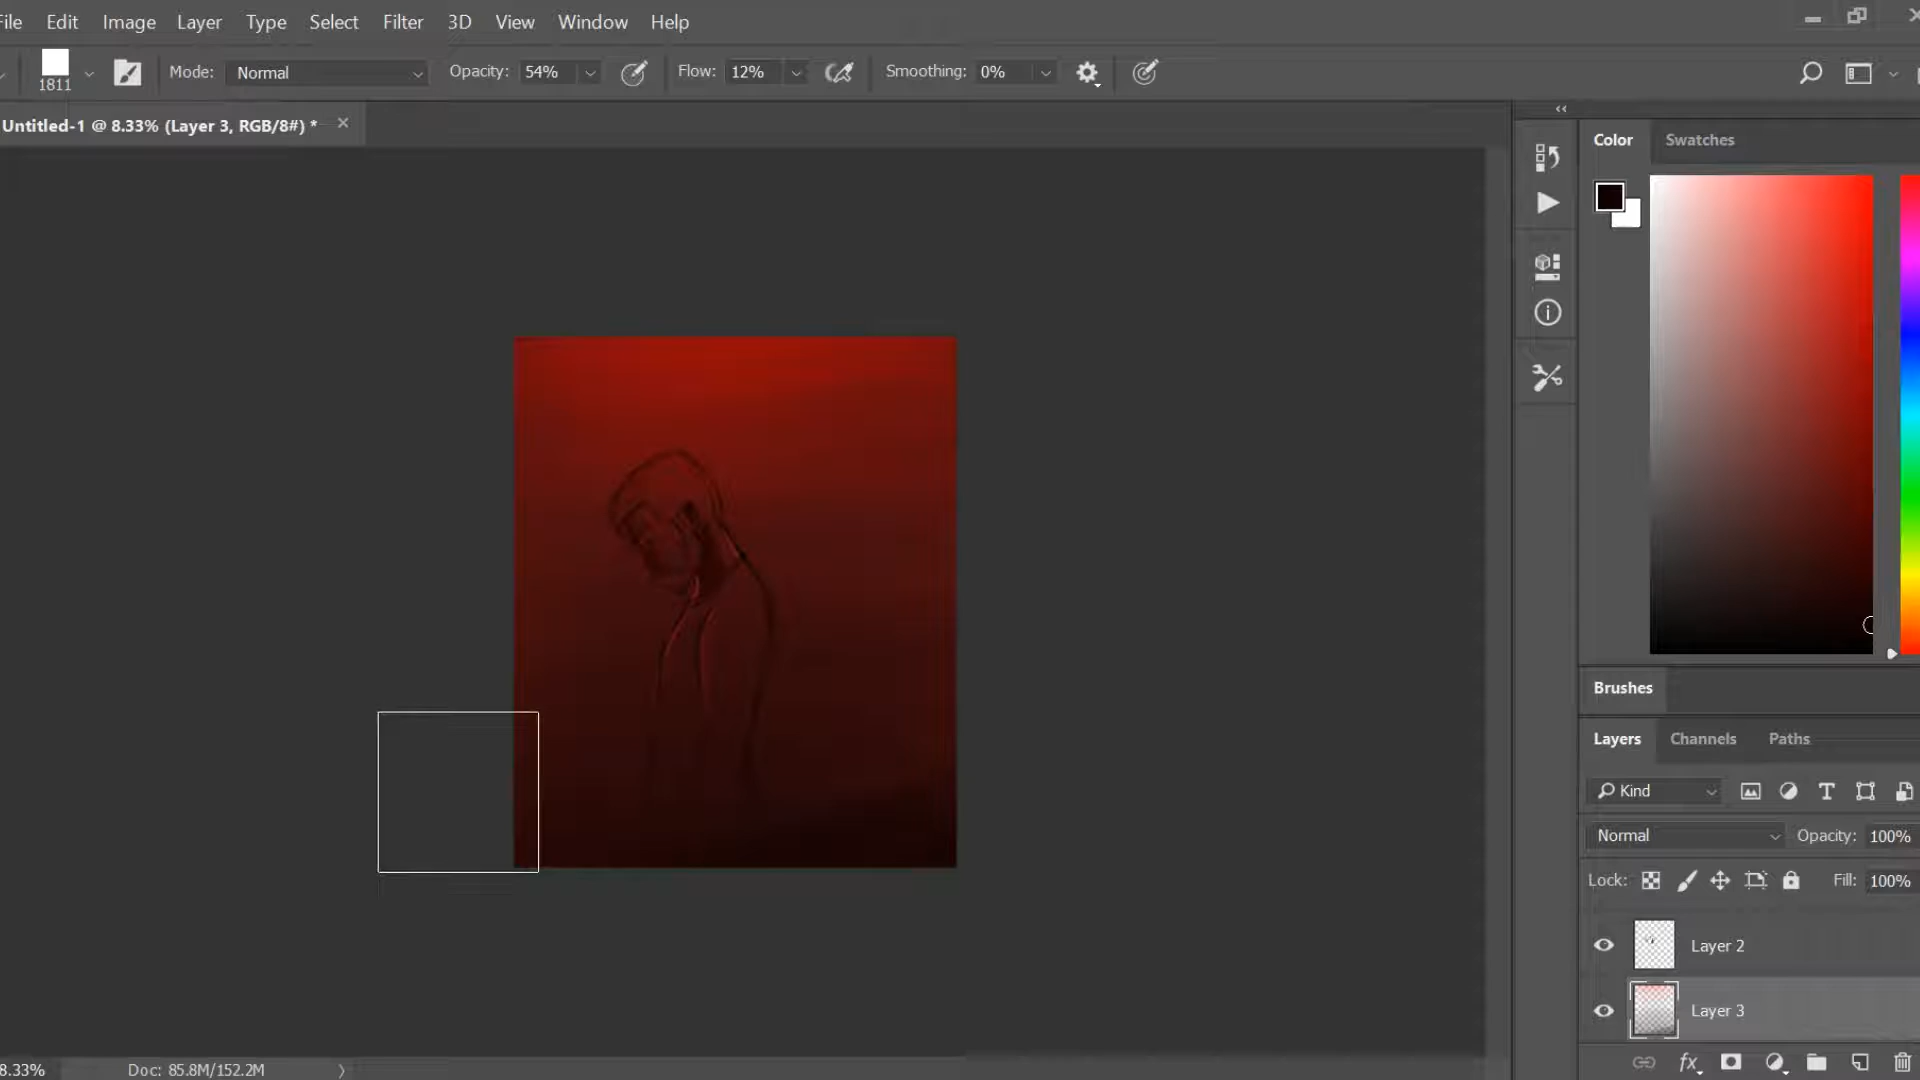 File Edit Image Layer Type Select Filter 3D View Window Help
1811 Mode: Normal Opacity: 54% Flow: 12% Smoothing: 0%
Untitled-1 @ 8.33% (Layer 3, RGB/8#) *
Color Swatches
Brushes
Layers Channels Paths
Kind
Normal Opacity: 100%
Lock: Fill: 100%
Layer 2
Layer 3
8.33% Doc: 85.8M/152.2M